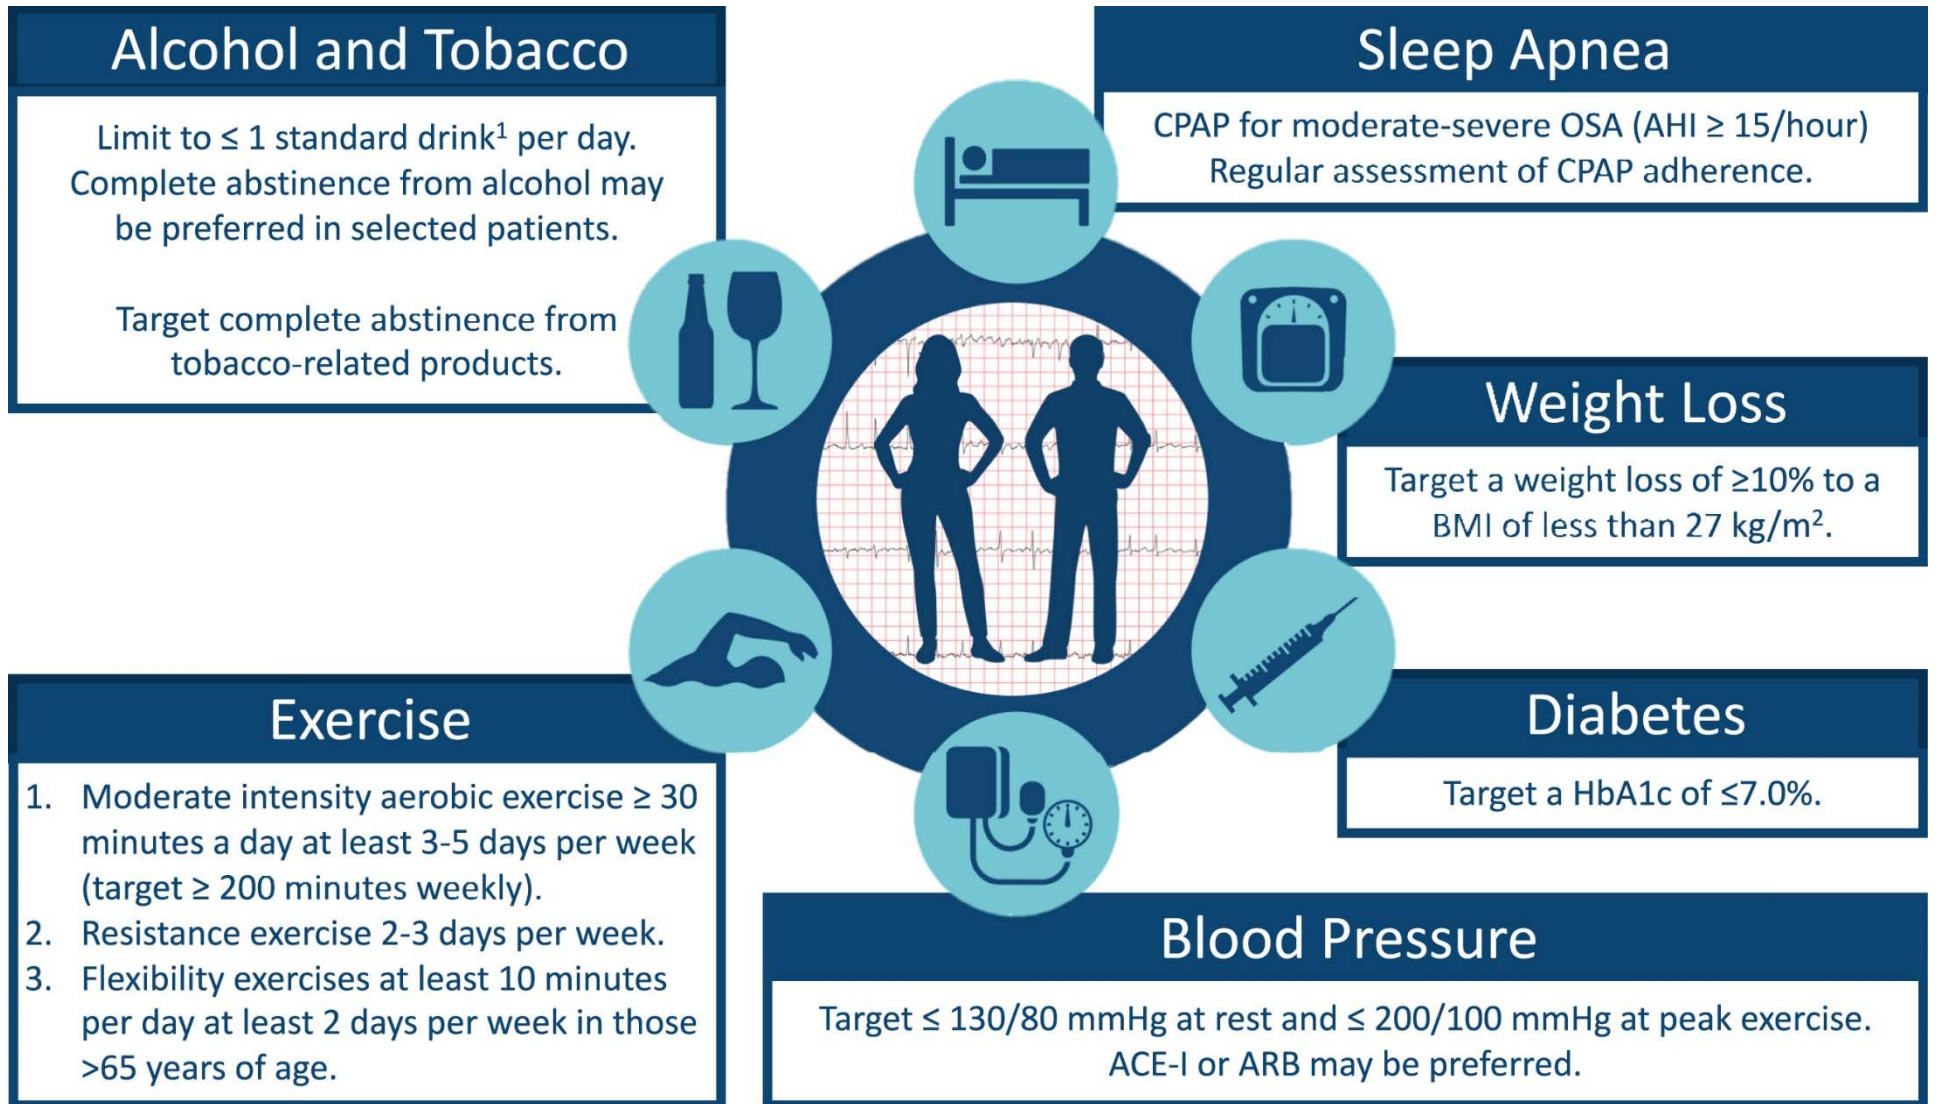 Alcohol and Tobacco
Limit to ≤ 1 standard drink¹ per day.
Complete abstinence from alcohol may
be preferred in selected patients.
Target complete abstinence from
tobacco-related products.
Sleep Apnea
CPAP for moderate-severe OSA (AHI ≥ 15/hour)
Regular assessment of CPAP adherence.
Weight Loss
Target a weight loss of ≥10% to a
BMI of less than 27 kg/m².
Diabetes
Target a HbA1c of ≤7.0%.
Exercise
1. Moderate intensity aerobic exercise ≥ 30
minutes a day at least 3-5 days per week
(target ≥ 200 minutes weekly).
2. Resistance exercise 2-3 days per week.
3. Flexibility exercises at least 10 minutes
per day at least 2 days per week in those
>65 years of age.
Blood Pressure
Target ≤ 130/80 mmHg at rest and ≤ 200/100 mmHg at peak exercise.
ACE-I or ARB may be preferred.